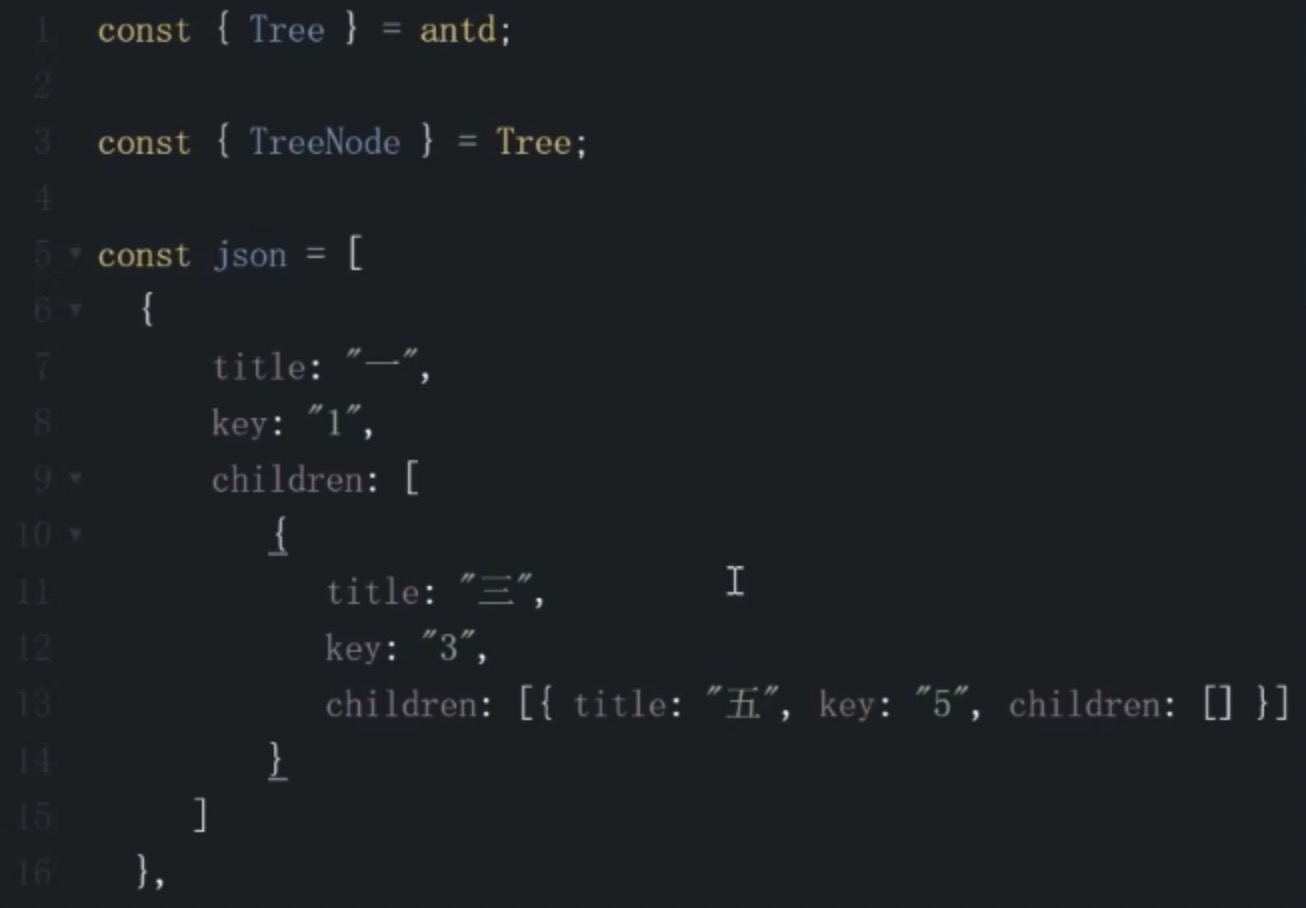 1 const { Tree } = antd;
2
3 const { TreeNode } = Tree;
4
5 const json = [
6 {
7 title: "一",
8 key: "1",
9 children: [
10 {
11 title: "三",
12 key: "3",
13 children: [{ title: "五", key: "5", children: [] }]
14 }
15 ]
16 },